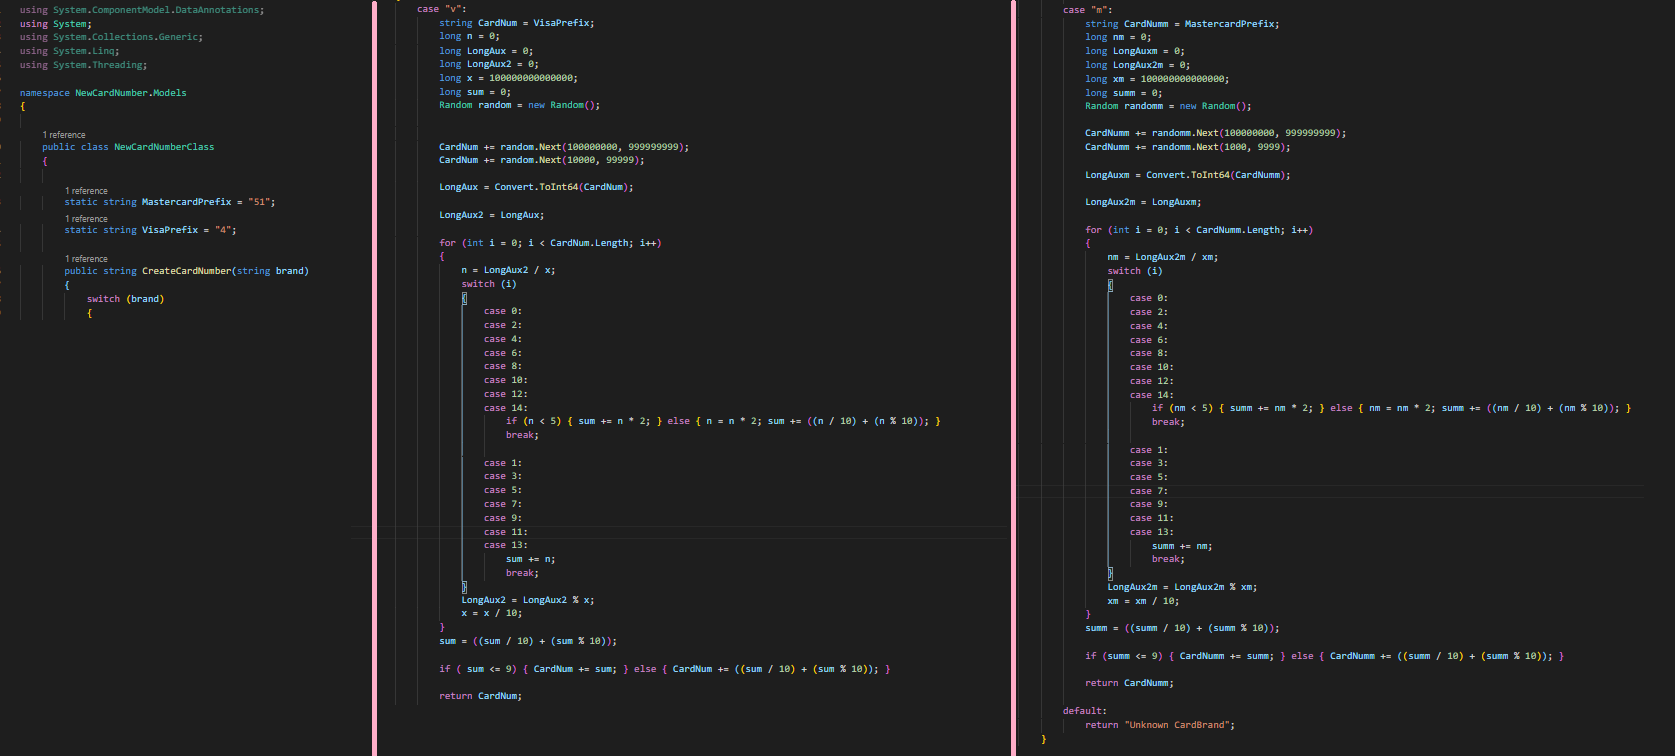 using System.ComponentModel.DataAnnotations;
using System;
using System.Collections.Generic;
using System.Linq;
using System.Threading;
namespace NewCardNumber.Models
{
1 reference
public class NewCardNumberClass
{
1 reference
static string MastercardPrefix = "51";
1 reference
static string VisaPrefix = "4";
1 reference
public string CreateCardNumber(string brand)
{
switch (brand)
{
case "v":
string CardNum = VisaPrefix;
long n = 0;
long LongAux = 0;
long LongAux2 = 0;
long x = 100000000000000;
long sum = 0;
Random random = new Random();
CardNum += random.Next(100000000, 999999999);
CardNum += random.Next(10000, 99999);
LongAux = Convert.ToInt64(CardNum);
LongAux2 = LongAux;
for (int i = 0; i < CardNum.Length; i++)
{
n = LongAux2 / x;
switch (i)
{
case 0:
case 2:
case 4:
case 6:
case 8:
case 10:
case 12:
case 14:
if (n < 5) { sum += n * 2; } else { n = n * 2; sum += ((n / 10) + (n % 10)); }
break;
case 1:
case 3:
case 5:
case 7:
case 9:
case 11:
case 13:
sum += n;
break;
}
LongAux2 = LongAux2 % x;
x = x / 10;
}
sum = ((sum / 10) + (sum % 10));
if ( sum <= 9) { CardNum += sum; } else { CardNum += ((sum / 10) + (sum % 10)); }
return CardNum;
case "m":
string CardNumm = MastercardPrefix;
long nm = 0;
long LongAuxm = 0;
long LongAux2m = 0;
long xm = 100000000000000;
long summ = 0;
Random randomm = new Random();
CardNumm += randomm.Next(100000000, 999999999);
CardNumm += randomm.Next(1000, 9999);
LongAuxm = Convert.ToInt64(CardNumm);
LongAux2m = LongAuxm;
for (int i = 0; i < CardNumm.Length; i++)
{
nm = LongAux2m / xm;
switch (i)
{
case 0:
case 2:
case 4:
case 6:
case 8:
case 10:
case 12:
case 14:
if (nm < 5) { summ += nm * 2; } else { nm = nm * 2; summ += ((nm / 10) + (nm % 10)); }
break;
case 1:
case 3:
case 5:
case 7:
case 9:
case 11:
case 13:
summ += nm;
break;
}
LongAux2m = LongAux2m % xm;
xm = xm / 10;
}
summ = ((summ / 10) + (summ % 10));
if (summ <= 9) { CardNumm += summ; } else { CardNumm += ((summ / 10) + (summ % 10)); }
return CardNumm;
default:
return "Unknown CardBrand";
}